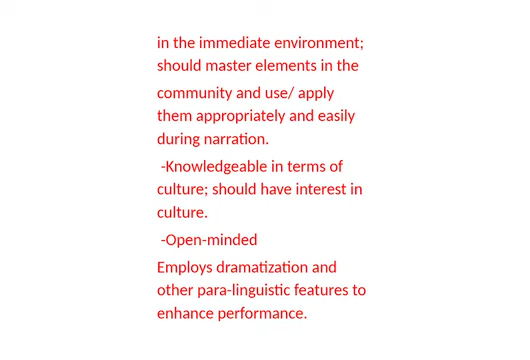 in the immediate environment;
should master elements in the
community and use/ apply
them appropriately and easily
during narration.
-Knowledgeable in terms of
culture; should have interest in
culture.
-Open-minded
Employs dramatization and
other para-linguistic features to
enhance performance.